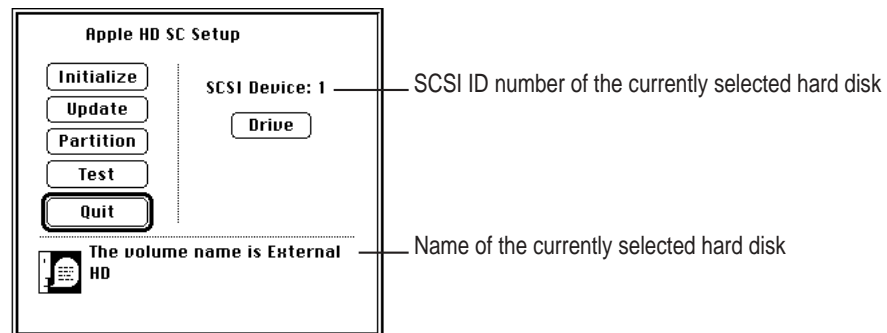 Apple HD SC Setup
Initialize
Update
Partition
Test
Quit
SCSI Device: 1
Drive
The volume name is External
HD
SCSI ID number of the currently selected hard disk
Name of the currently selected hard disk